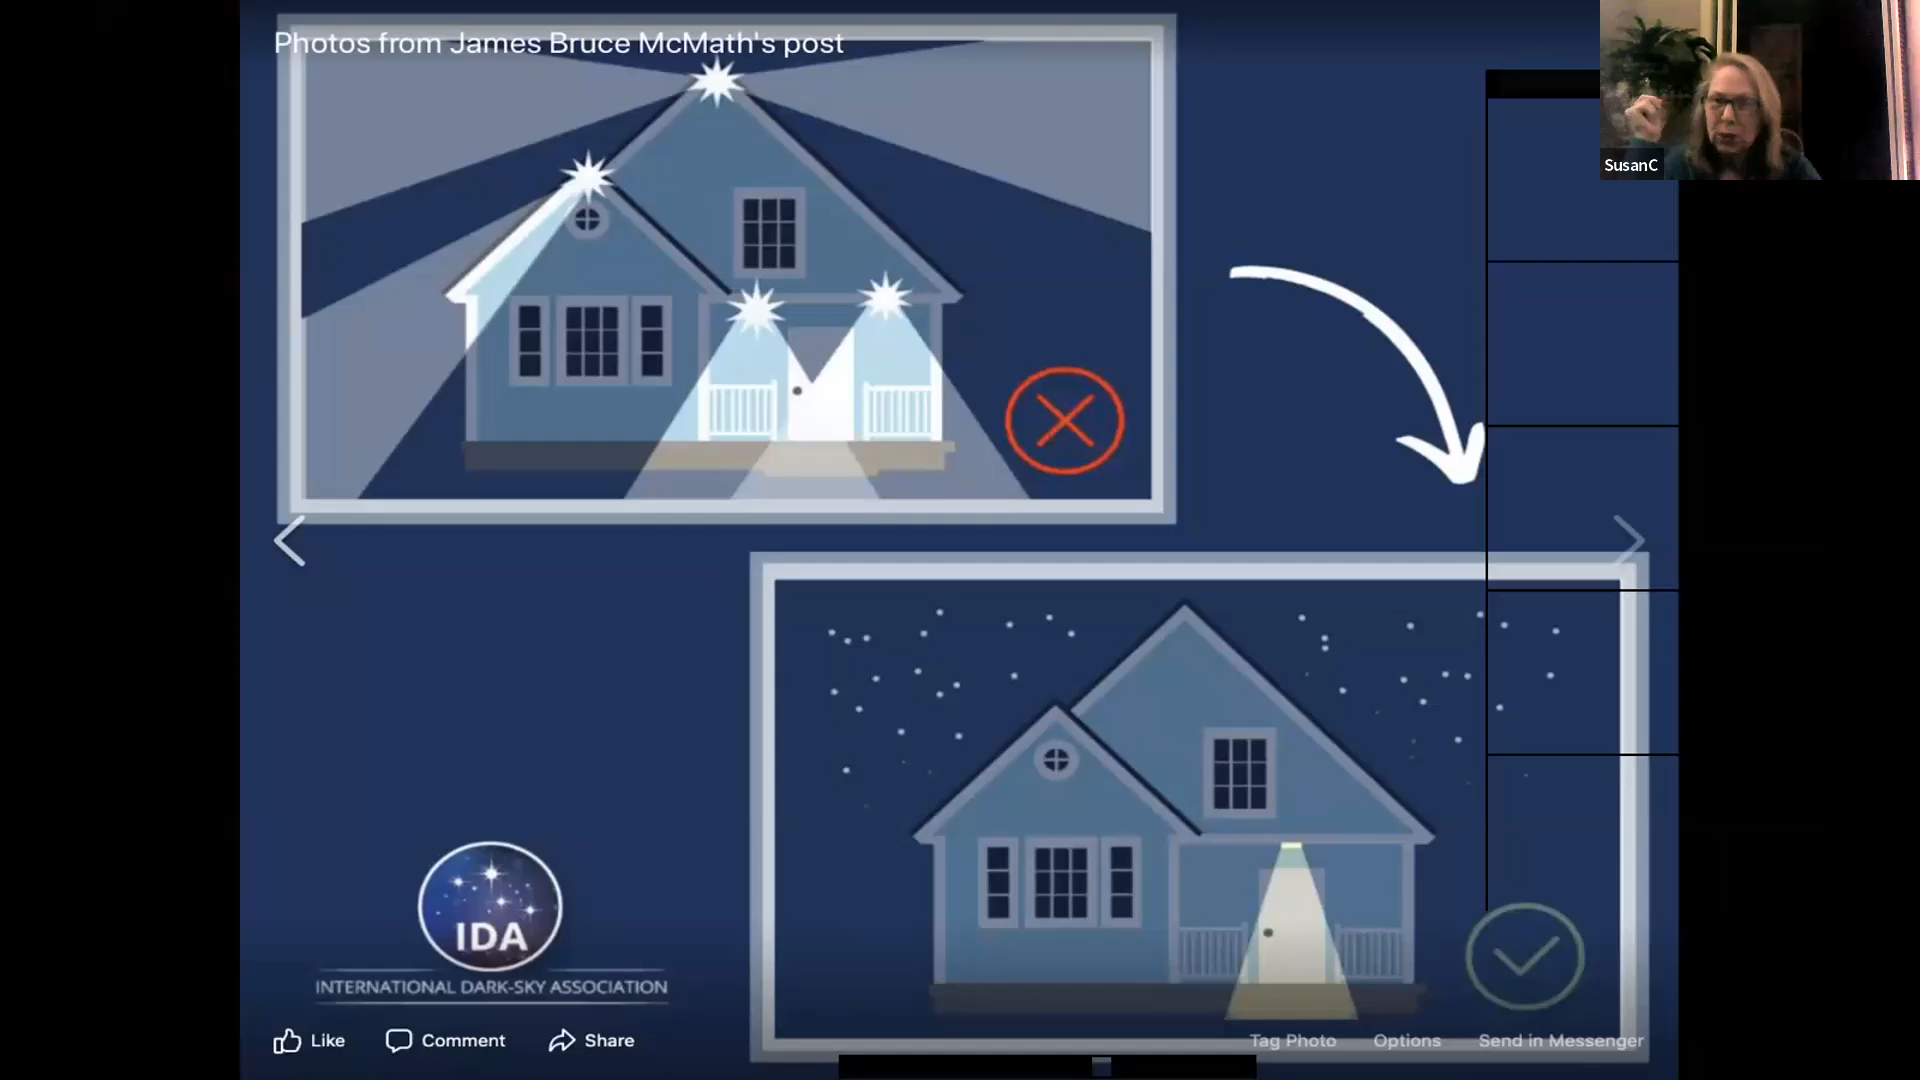 Photos from James Bruce McMath's post
SusanC
IDA
INTERNATIONAL DARK-SKY ASSOCIATION
Like
Comment
Share
Tag Photo
Options
Send in Messenger